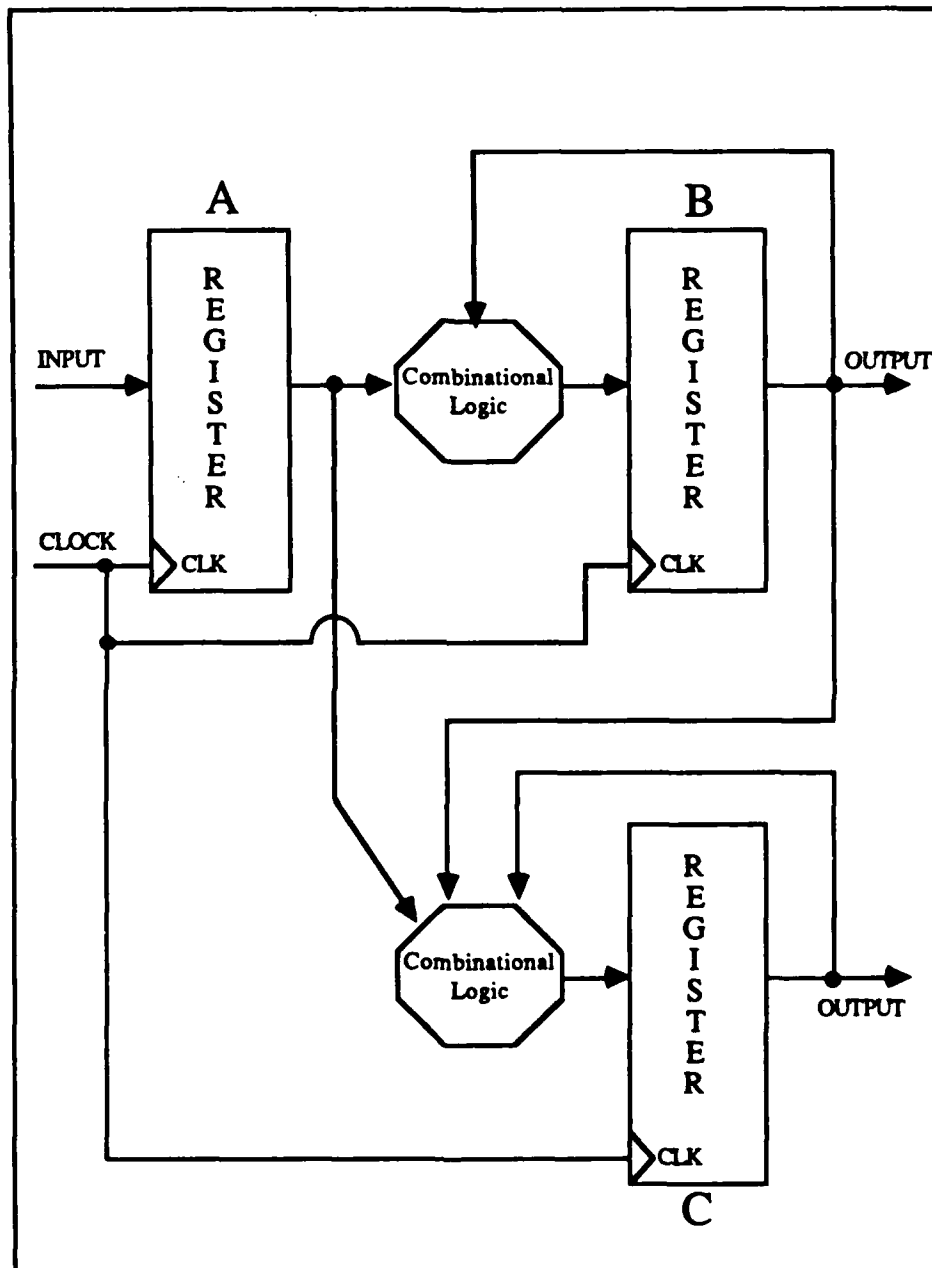 A
B
REGISTER
REGISTER
INPUT
Combinational
Logic
OUTPUT
CLOCK
CLK
CLK
REGISTER
Combinational
Logic
OUTPUT
CLK
C